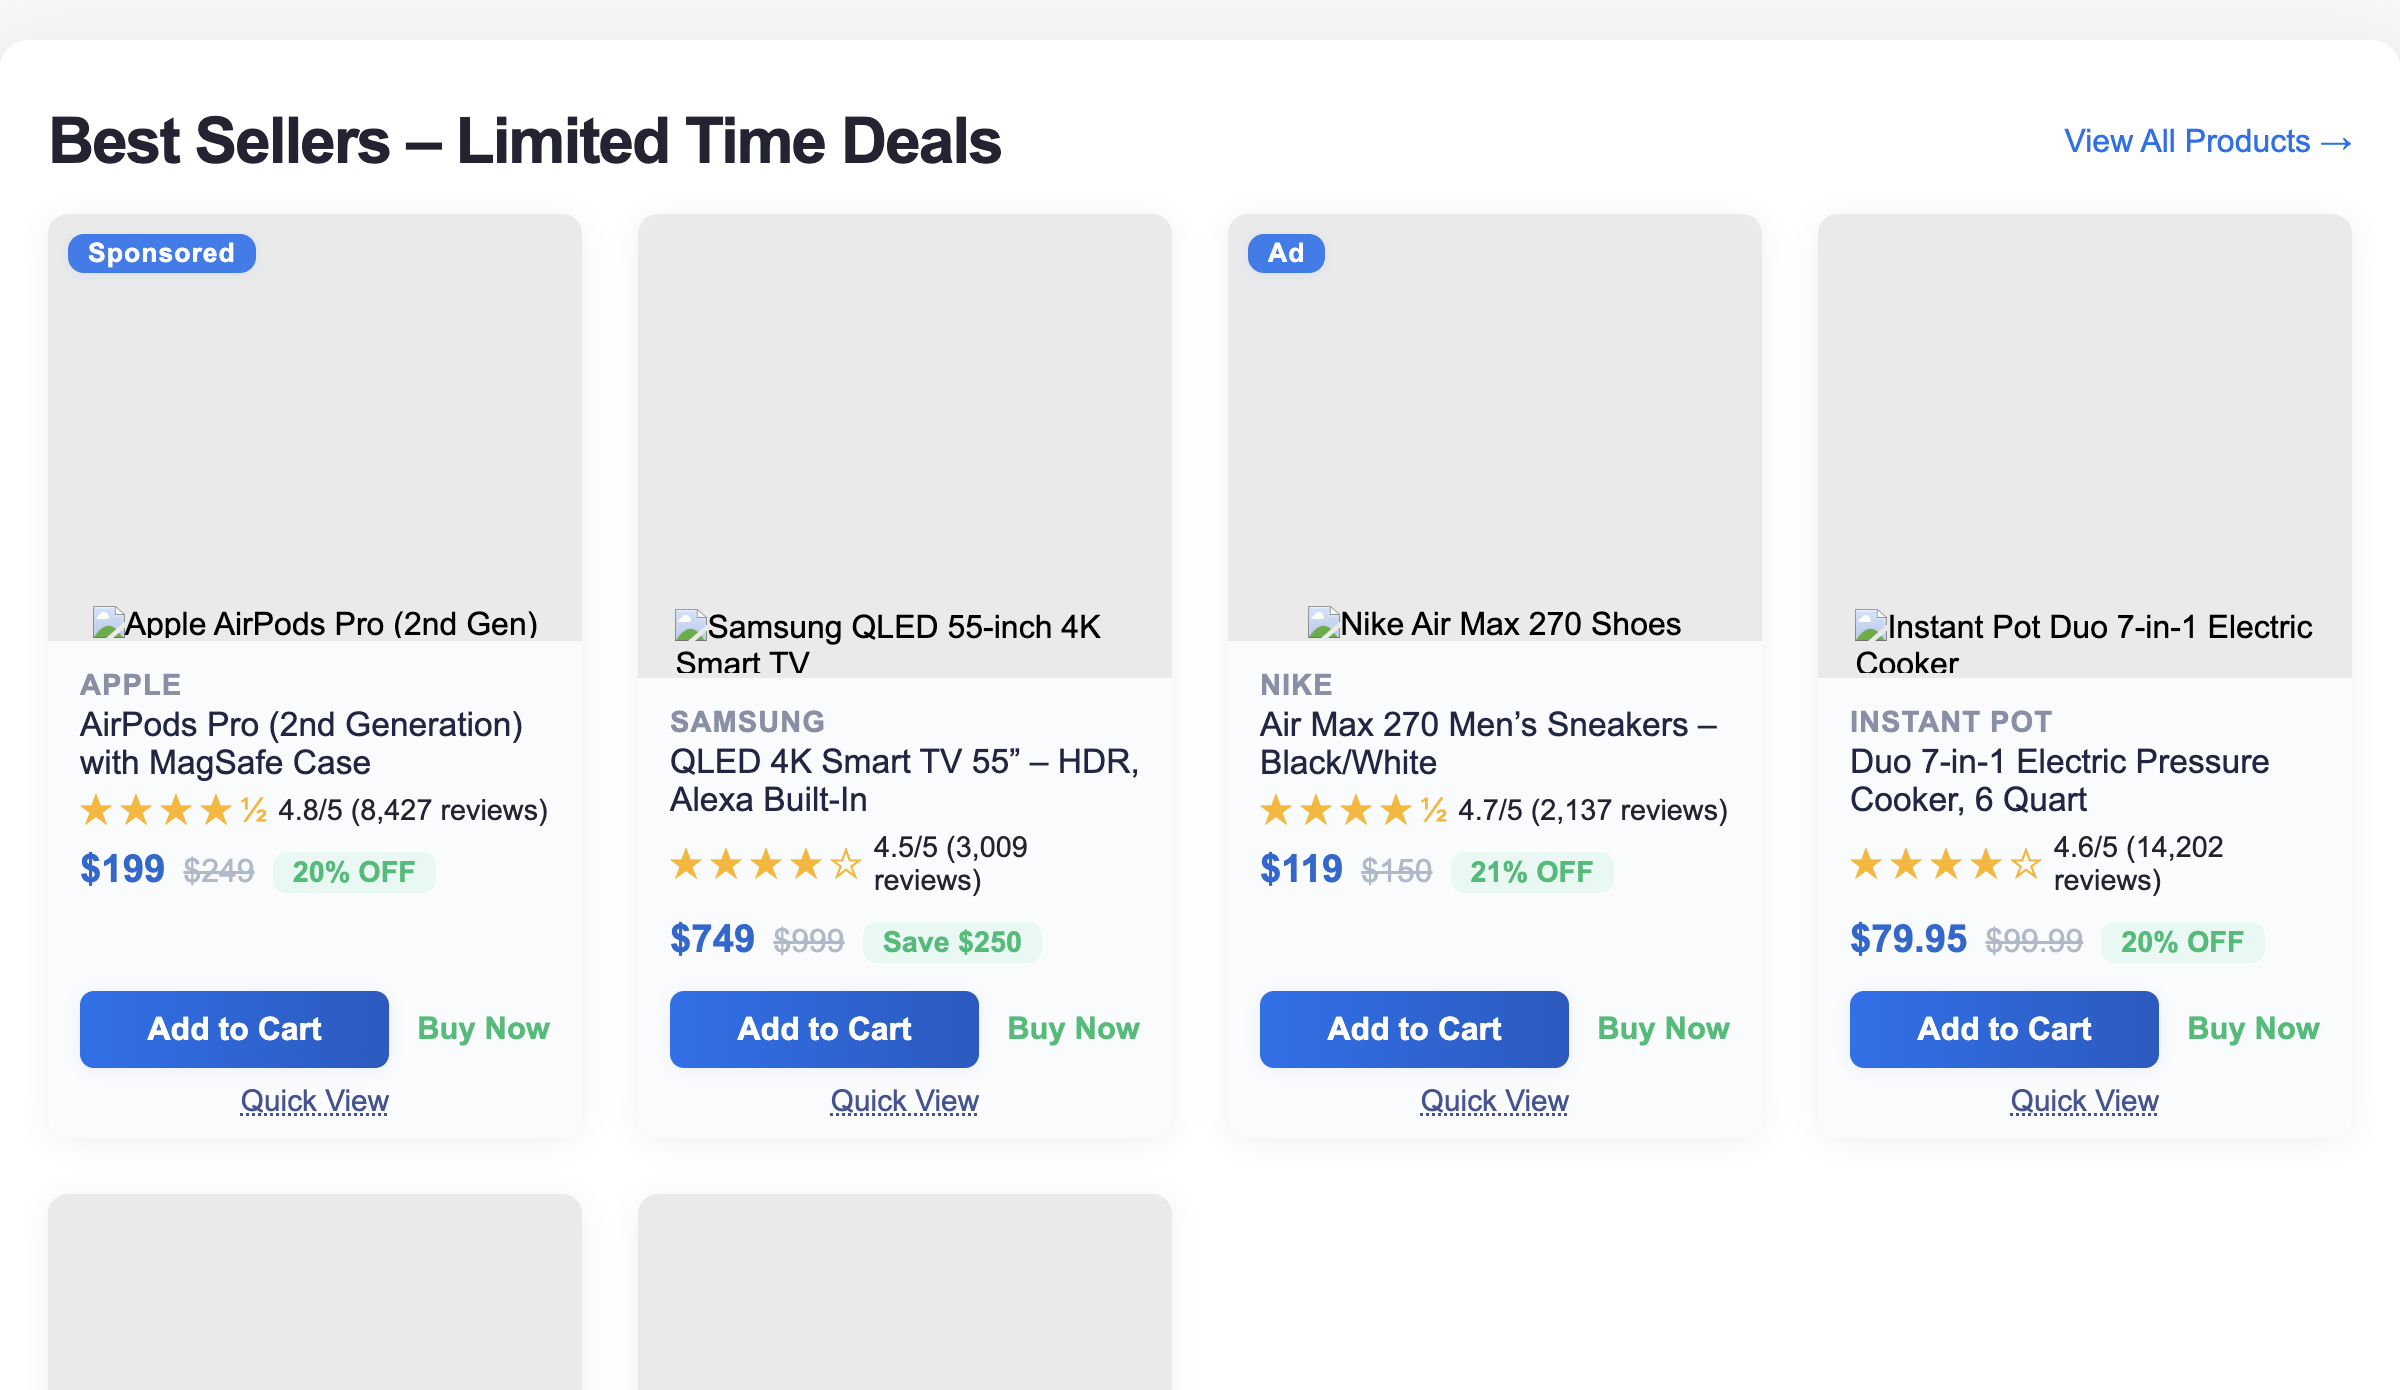 Best Sellers – Limited Time Deals
View All Products →
Sponsored
Apple AirPods Pro (2nd Gen)
APPLE
AirPods Pro (2nd Generation)
with MagSafe Case
★★★★½ 4.8/5 (8,427 reviews)
$199 $249 20% OFF
Add to Cart Buy Now
Quick View
Samsung QLED 55-inch 4K
Smart TV
SAMSUNG
QLED 4K Smart TV 55” – HDR,
Alexa Built-In
★★★★☆ 4.5/5 (3,009
reviews)
$749 $999 Save $250
Add to Cart Buy Now
Quick View
Ad
Nike Air Max 270 Shoes
NIKE
Air Max 270 Men’s Sneakers –
Black/White
★★★★½ 4.7/5 (2,137 reviews)
$119 $150 21% OFF
Add to Cart Buy Now
Quick View
Instant Pot Duo 7-in-1 Electric
Cooker
INSTANT POT
Duo 7-in-1 Electric Pressure
Cooker, 6 Quart
★★★★☆ 4.6/5 (14,202
reviews)
$79.95 $99.99 20% OFF
Add to Cart Buy Now
Quick View